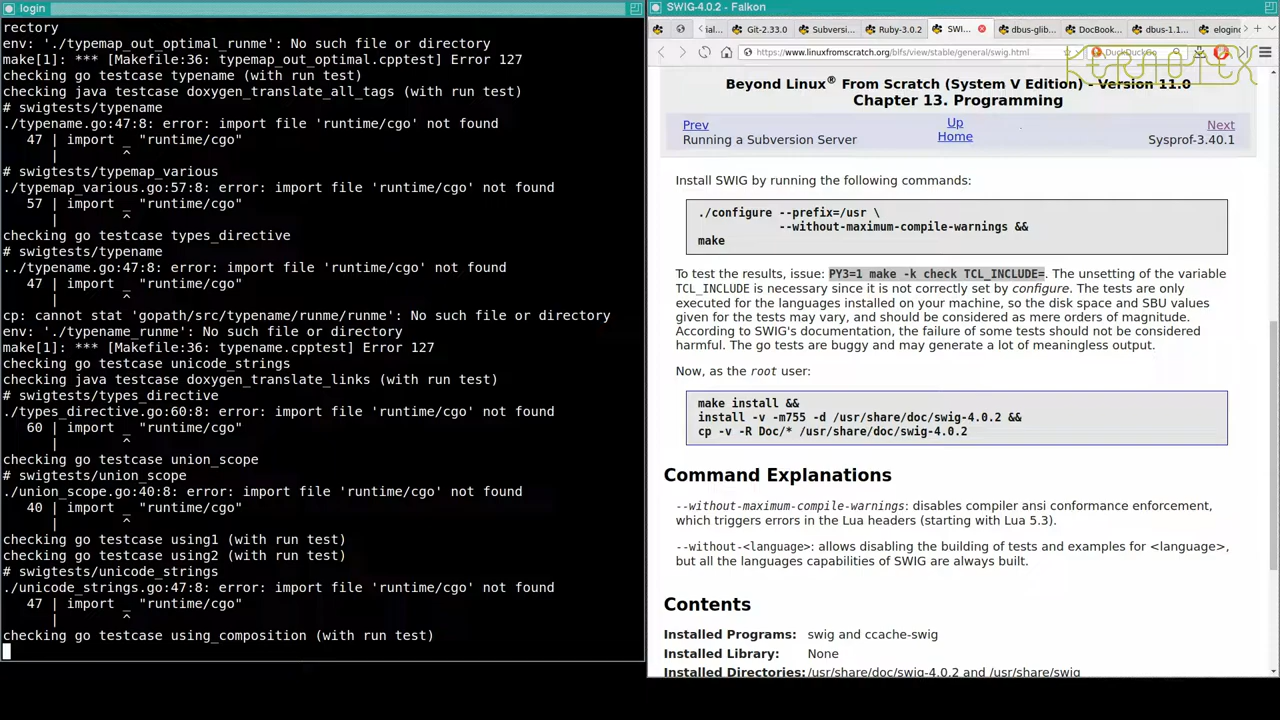 login
rectory
env: './typemap_out_optimal_runme': No such file or directory
make[1]: *** [Makefile:36: typemap_out_optimal.cpptest] Error 127
checking go testcase typename (with run test)
checking java testcase doxygen_translate_all_tags (with run test)
# swigtests/typename
./typename.go:47:8: error: import file 'runtime/cgo' not found
47 | import _ "runtime/cgo"
| ^
# swigtests/typemap_various
./typemap_various.go:57:8: error: import file 'runtime/cgo' not found
57 | import _ "runtime/cgo"
| ^
checking go testcase types_directive
# swigtests/typename
../typename.go:47:8: error: import file 'runtime/cgo' not found
47 | import _ "runtime/cgo"
| ^
cp: cannot stat 'gopath/src/typename/runme/runme': No such file or directory
env: './typename_runme': No such file or directory
make[1]: *** [Makefile:36: typename.cpptest] Error 127
checking go testcase unicode_strings
checking java testcase doxygen_translate_links (with run test)
# swigtests/types_directive
./types_directive.go:60:8: error: import file 'runtime/cgo' not found
60 | import _ "runtime/cgo"
| ^
checking go testcase union_scope
# swigtests/union_scope
./union_scope.go:40:8: error: import file 'runtime/cgo' not found
40 | import _ "runtime/cgo"
| ^
checking go testcase using1 (with run test)
checking go testcase using2 (with run test)
# swigtests/unicode_strings
./unicode_strings.go:47:8: error: import file 'runtime/cgo' not found
47 | import _ "runtime/cgo"
| ^
checking go testcase using_composition (with run test)
SWIG-4.0.2 - Falkon
ial... Git-2.33.0 Subversi... Ruby-3.0.2 SWI... dbus-glib... DocBook... dbus-1.1... elogind
https://www.linuxfromscratch.org/blfs/view/stable/general/swig.html DuckDuckGo
KERNOTEX
Beyond Linux® From Scratch (System V Edition) - Version 11.0
Chapter 13. Programming
Prev Up Next
Running a Subversion Server Home Sysprof-3.40.1
Install SWIG by running the following commands:
./configure --prefix=/usr \
--without-maximum-compile-warnings &&
make
To test the results, issue: PY3=1 make -k check TCL_INCLUDE=. The unsetting of the variable
TCL_INCLUDE is necessary since it is not correctly set by configure. The tests are only
executed for the languages installed on your machine, so the disk space and SBU values
given for the tests may vary, and should be considered as mere orders of magnitude.
According to SWIG's documentation, the failure of some tests should not be considered
harmful. The go tests are buggy and may generate a lot of meaningless output.
Now, as the root user:
make install &&
install -v -m755 -d /usr/share/doc/swig-4.0.2 &&
cp -v -R Doc/* /usr/share/doc/swig-4.0.2
Command Explanations
--without-maximum-compile-warnings: disables compiler ansi conformance enforcement,
which triggers errors in the Lua headers (starting with Lua 5.3).
--without-<language>: allows disabling the building of tests and examples for <language>,
but all the languages capabilities of SWIG are always built.
Contents
Installed Programs: swig and ccache-swig
Installed Library: None
Installed Directories: /usr/share/doc/swig-4.0.2 and /usr/share/swig